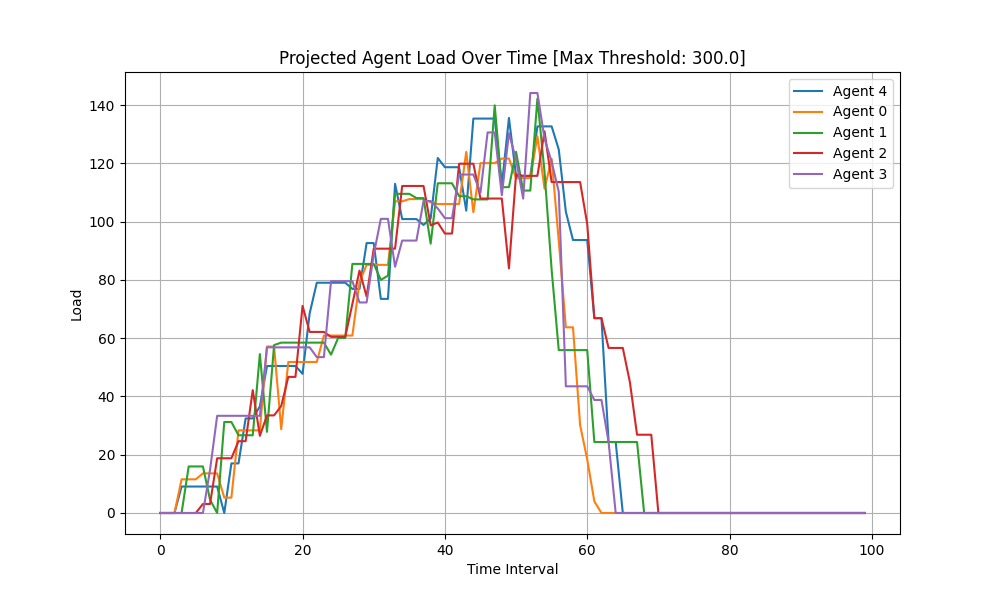 Projected Agent Load Over Time [Max Threshold: 300.0]
Load
140
120
100
80
60
40
20
0
0 20 40 60 80 100
Time Interval
Agent 4
Agent 0
Agent 1
Agent 2
Agent 3